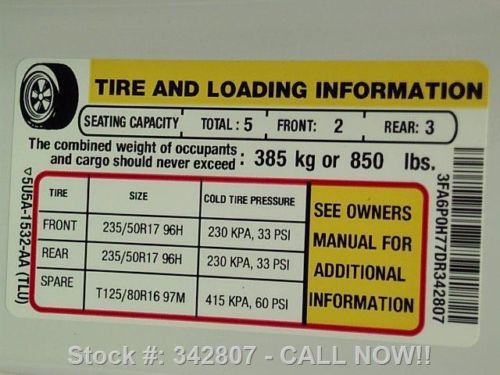 TIRE AND LOADING INFORMATION
SEATING CAPACITY TOTAL : 5 FRONT: 2 REAR: 3
The combined weight of occupants
and cargo should never exceed : 385 kg or 850 lbs.
TIRE SIZE COLD TIRE PRESSURE
FRONT 235/50R17 96H 230 KPA, 33 PSI
REAR 235/50R17 96H 230 KPA, 33 PSI
SPARE T125/80R16 97M 415 KPA, 60 PSI
SEE OWNERS
MANUAL FOR
ADDITIONAL
INFORMATION
▽5U5A-1532-AA (TLU)
3FA6P0H77DR342807
Stock #: 342807 - CALL NOW!!